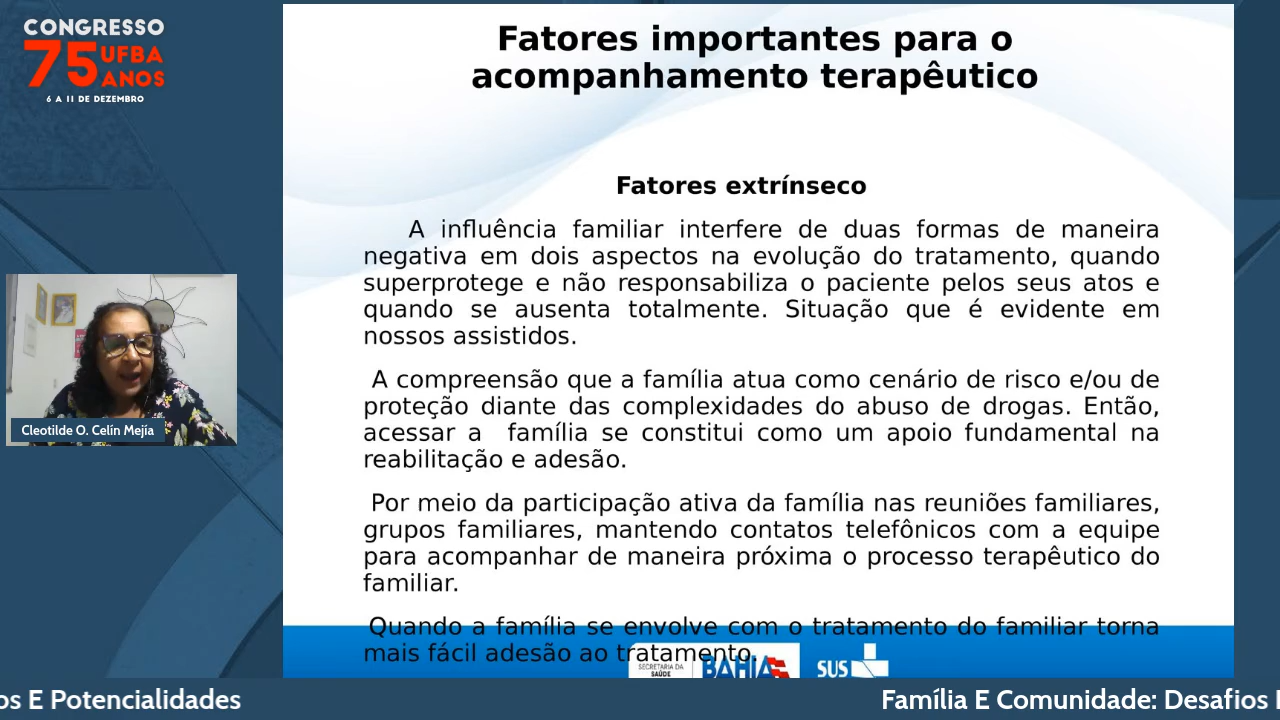 CONGRESSO
75 UFBA
ANOS
6 A 11 DE DEZEMBRO
Fatores importantes para o
acompanhamento terapêutico
Fatores extrínseco
A influência familiar interfere de duas formas de maneira
negativa em dois aspectos na evolução do tratamento, quando
superprotege e não responsabiliza o paciente pelos seus atos e
quando se ausenta totalmente. Situação que é evidente em
nossos assistidos.
A compreensão que a família atua como cenário de risco e/ou de
proteção diante das complexidades do abuso de drogas. Então,
acessar a família se constitui como um apoio fundamental na
reabilitação e adesão.
Por meio da participação ativa da família nas reuniões familiares,
grupos familiares, mantendo contatos telefônicos com a equipe
para acompanhar de maneira próxima o processo terapêutico do
familiar.
Quando a família se envolve com o tratamento do familiar torna
mais fácil adesão ao tratamento.
SECRETARIA DA
SAÚDE
BAHIA
SUS
Cleotilde O. Celín Mejía
os E Potencialidades
Família E Comunidade: Desafios